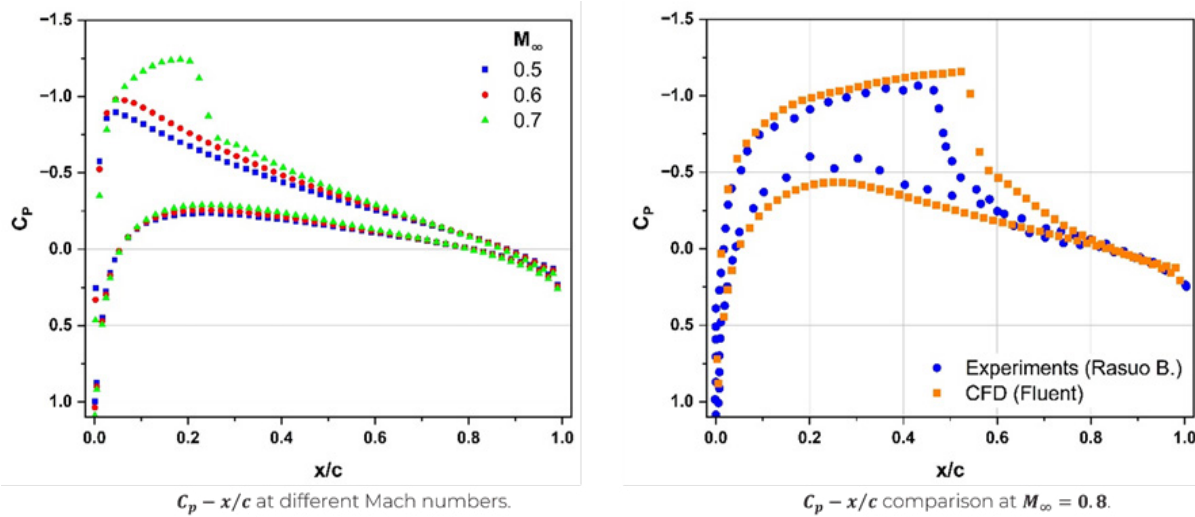 −1.5
−1.0
−0.5
0.0
0.5
1.0
C_P
0.0 0.2 0.4 0.6 0.8 1.0
x/c
M∞
0.5
0.6
0.7
C_p − x/c at different Mach numbers.
−1.5
−1.0
−0.5
0.0
0.5
1.0
C_P
0.0 0.2 0.4 0.6 0.8 1.0
x/c
Experiments (Rasuo B.)
CFD (Fluent)
C_p − x/c comparison at M∞ = 0.8.